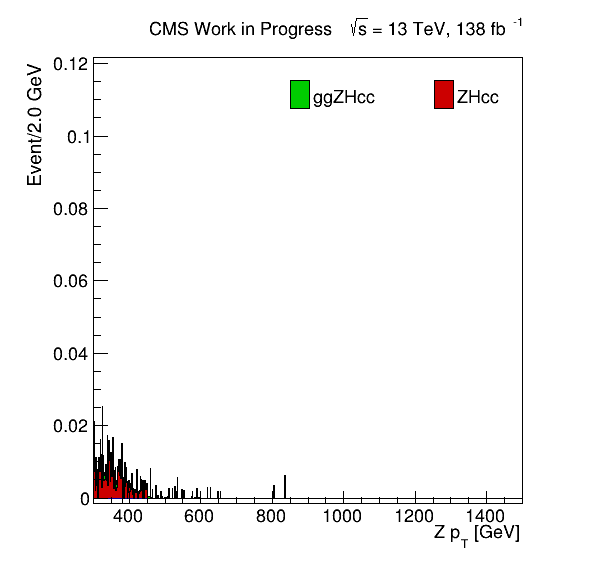 CMS Work in Progress √s = 13 TeV, 138 fb -1
Event/2.0 GeV
0.12
0.1
0.08
0.06
0.04
0.02
0
ggZHcc
ZHcc
400 600 800 1000 1200 1400
Z pT [GeV]